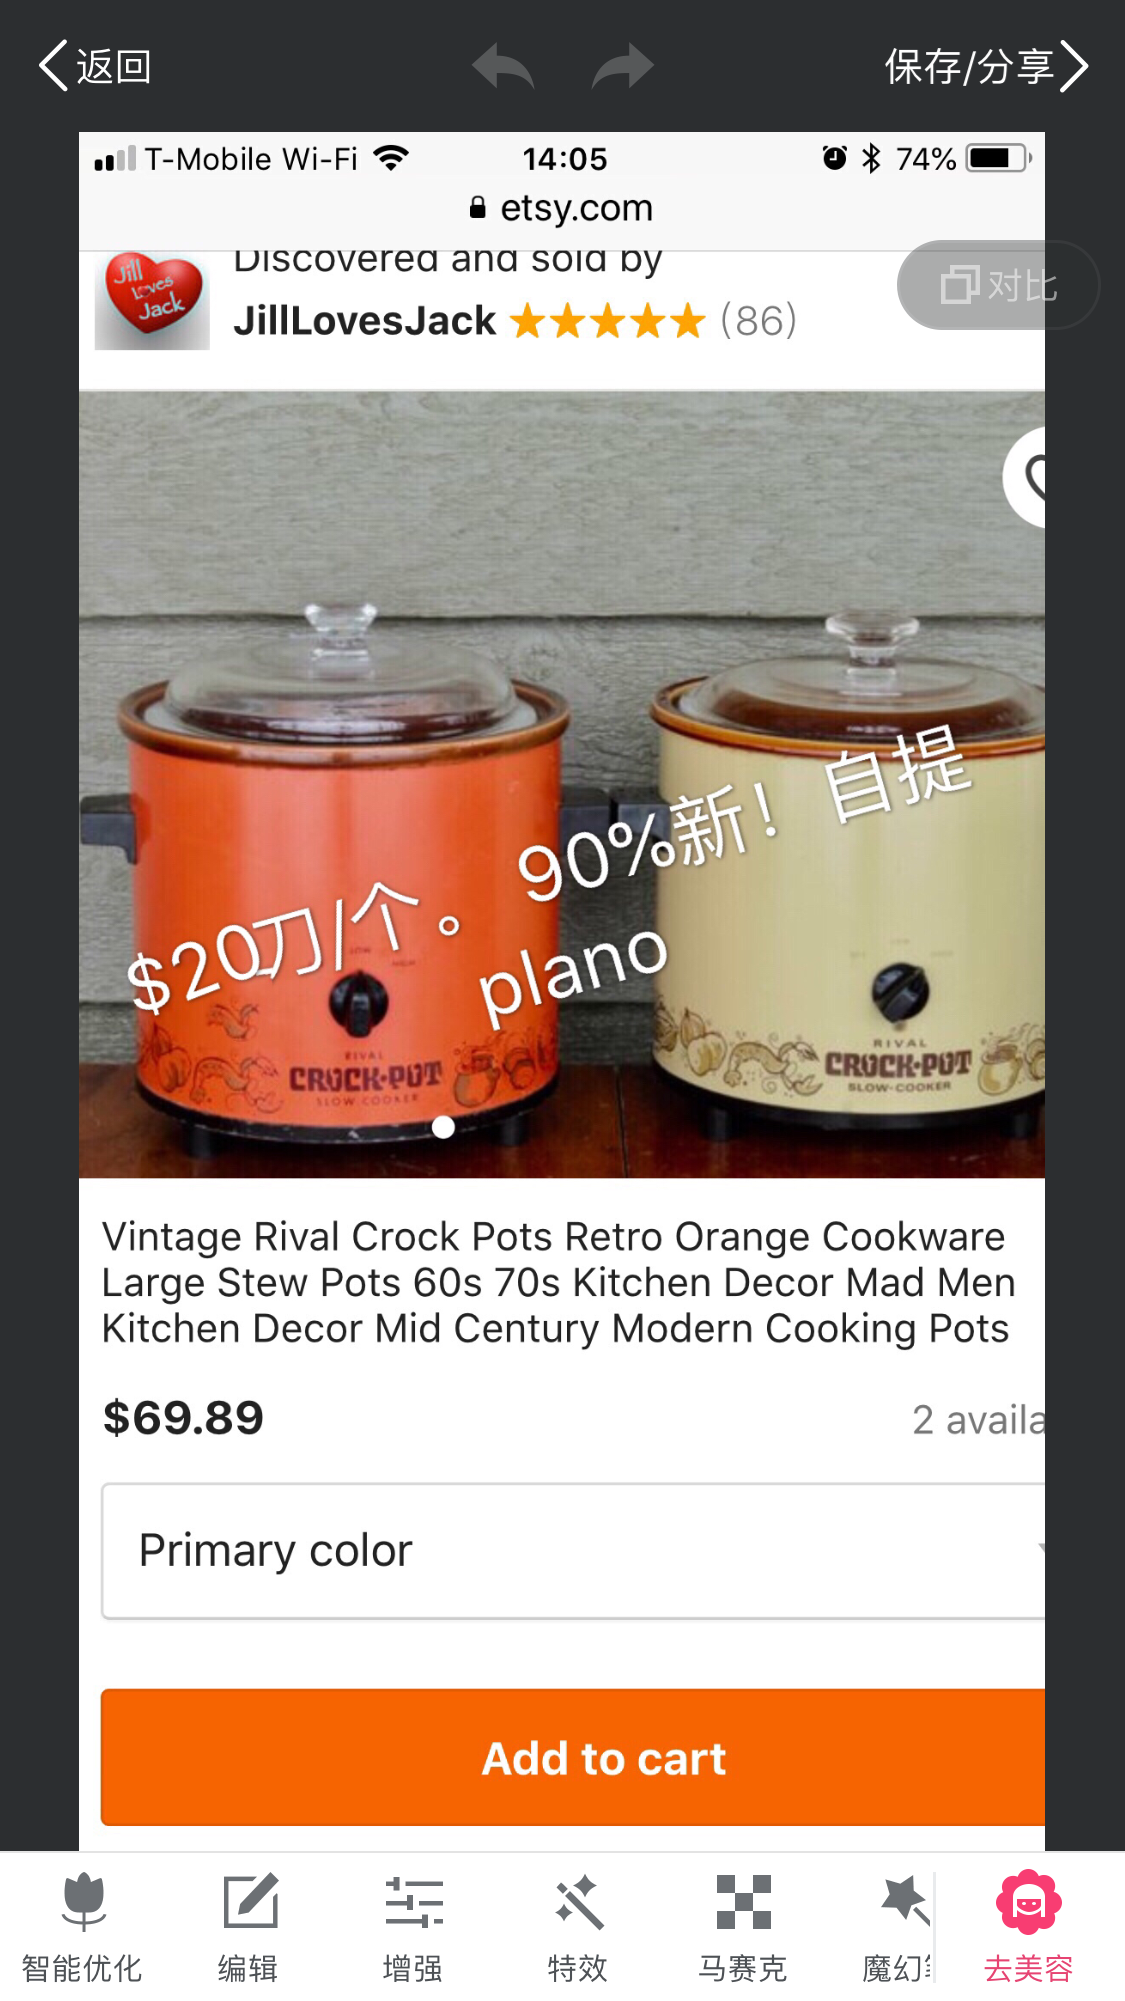 返回
保存/分享
T-Mobile Wi-Fi 14:05 74%
etsy.com
Discovered and sold by
Jill
Loves
Jack
JillLovesJack (86)
对比
$20刀/个。 90%新！自提
plano
RIVAL
CROCK-POT
SLOW COOKER
RIVAL
CROCK-POT
SLOW-COOKER
Vintage Rival Crock Pots Retro Orange Cookware
Large Stew Pots 60s 70s Kitchen Decor Mad Men
Kitchen Decor Mid Century Modern Cooking Pots
$69.89
2 availa
Primary color
Add to cart
智能优化 编辑 增强 特效 马赛克 魔幻 去美容